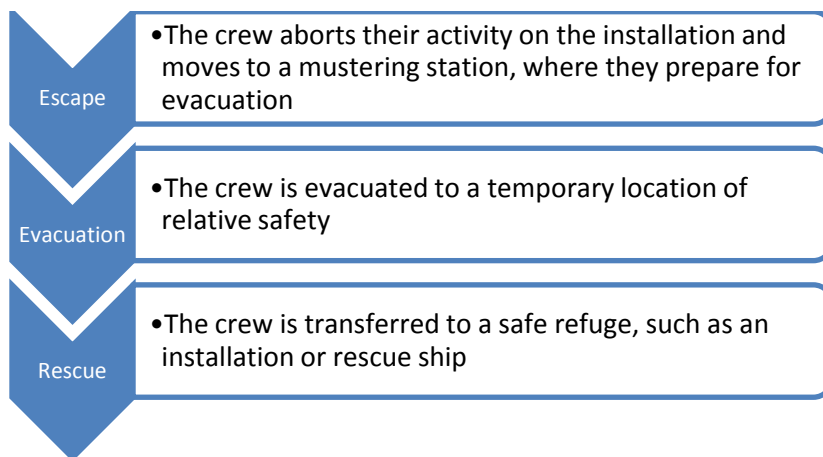 Escape
•The crew aborts their activity on the installation and
moves to a mustering station, where they prepare for
evacuation
Evacuation
•The crew is evacuated to a temporary location of
relative safety
Rescue
•The crew is transferred to a safe refuge, such as an
installation or rescue ship